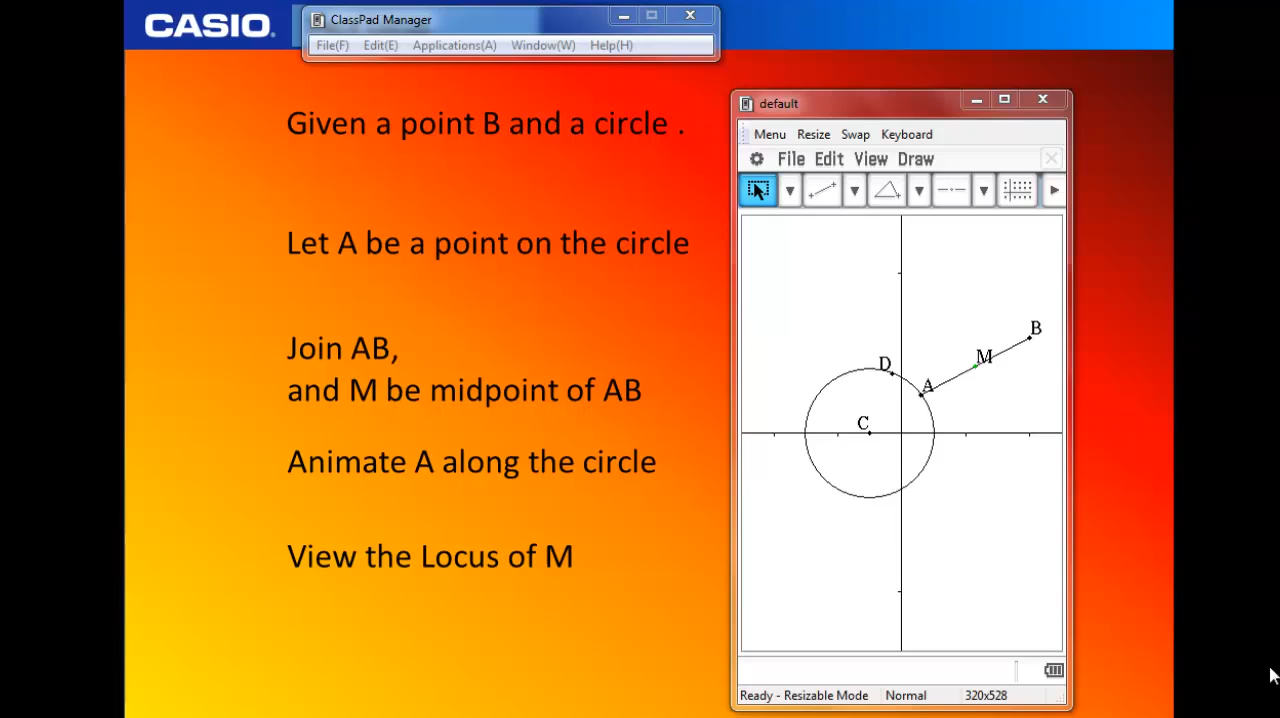 CASIO.
ClassPad Manager
File(F) Edit(E) Applications(A) Window(W) Help(H)
Given a point B and a circle .
Let A be a point on the circle
Join AB,
and M be midpoint of AB
Animate A along the circle
View the Locus of M
default
Menu Resize Swap Keyboard
File Edit View Draw
B
M
D
A
C
Ready - Resizable Mode Normal 320x528